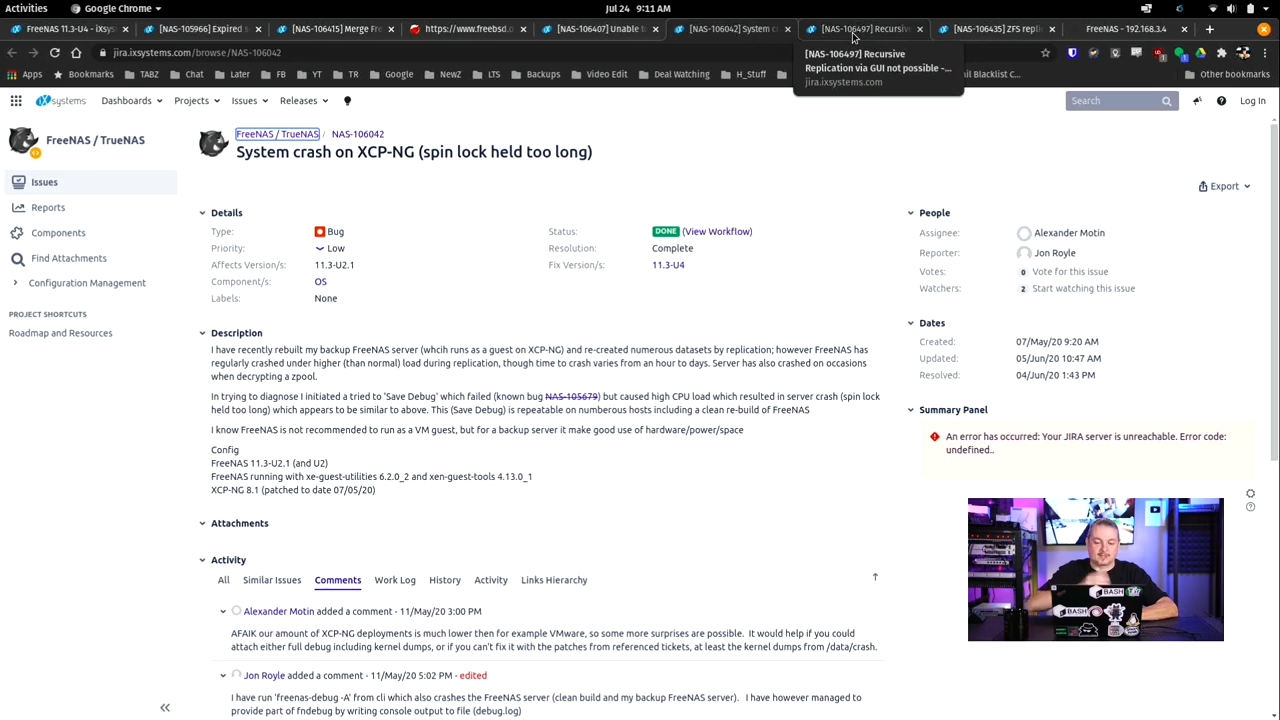 Activities
Google Chrome
Jul 24 9:11 AM
FreeNAS 11.3-U4 - iXsy
[NAS-105966] Expired s
[NAS-106415] Merge Fr
https://www.freebsd.o
[NAS-106407] Unable t
[NAS-106042] System c
[NAS-106497] Recursiv
[NAS-106435] ZFS replic
FreeNAS - 192.168.3.4
jira.ixsystems.com/browse/NAS-106042
[NAS-106497] Recursive
Replication via GUI not possible -...
jira.ixsystems.com
Apps TABZ Chat Later FB YT TR Google NewZ LTS Backups Video Edit Deal Watching H_Stuff
ail Blacklist C...
Other bookmarks
iXsystems Dashboards Projects Issues Releases
Search
Log In
FreeNAS / TrueNAS
Issues
Reports
Components
Find Attachments
Configuration Management
PROJECT SHORTCUTS
Roadmap and Resources
FreeNAS / TrueNAS / NAS-106042
System crash on XCP-NG (spin lock held too long)
Export
Details
Type: Bug
Status: DONE (View Workflow)
Priority: Low
Resolution: Complete
Affects Version/s: 11.3-U2.1
Fix Version/s: 11.3-U4
Component/s: OS
Labels: None
Description
I have recently rebuilt my backup FreeNAS server (whcih runs as a guest on XCP-NG) and re-created numerous datasets by replication; however FreeNAS has
regularly crashed under higher (than normal) load during replication, though time to crash varies from an hour to days. Server has also crashed on occasions
when decrypting a zpool.
In trying to diagnose I initiated a tried to 'Save Debug' which failed (known bug NAS-105679) but caused high CPU load which resulted in server crash (spin lock
held too long) which appears to be similar to above. This (Save Debug) is repeatable on numerous hosts including a clean re-build of FreeNAS
I know FreeNAS is not recommended to run as a VM guest, but for a backup server it make good use of hardware/power/space
Config
FreeNAS 11.3-U2.1 (and U2)
FreeNAS running with xe-guest-utilities 6.2.0_2 and xen-guest-tools 4.13.0_1
XCP-NG 8.1 (patched to date 07/05/20)
Attachments
Activity
All Similar Issues Comments Work Log History Activity Links Hierarchy
Alexander Motin added a comment - 11/May/20 3:00 PM
AFAIK our amount of XCP-NG deployments is much lower then for example VMware, so some more surprises are possible. It would help if you could
attach either full debug including kernel dumps, or if you can't fix it with the patches from referenced tickets, at least the kernel dumps from /data/crash.
Jon Royle added a comment - 11/May/20 5:02 PM - edited
I have run 'freenas-debug -A' from cli which also crashes the FreeNAS server (clean build and my backup FreeNAS server). I have however managed to
provide part of fndebug by writing console output to file (debug.log)
People
Assignee: Alexander Motin
Reporter: Jon Royle
Votes: 0 Vote for this issue
Watchers: 2 Start watching this issue
Dates
Created: 07/May/20 9:20 AM
Updated: 05/Jun/20 10:47 AM
Resolved: 04/Jun/20 1:43 PM
Summary Panel
An error has occurred: Your JIRA server is unreachable. Error code:
undefined..
BASH
BASH